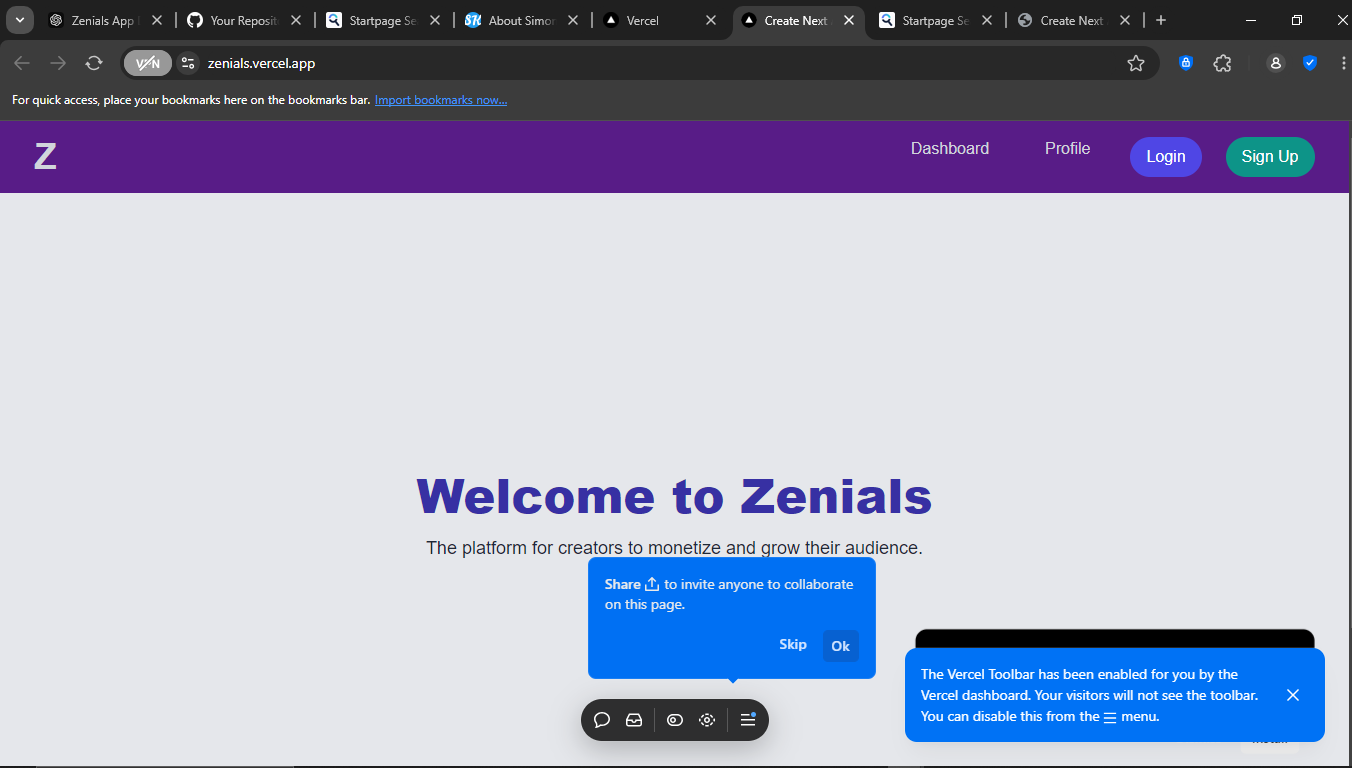 Zenials App
Your Reposit
Startpage Se
About Simor
Vercel
Create Next
Startpage Se
Create Next
VPN
zenials.vercel.app
For quick access, place your bookmarks here on the bookmarks bar. Import bookmarks now...
Z
Dashboard
Profile
Login
Sign Up
Welcome to Zenials
The platform for creators to monetize and grow their audience.
Share to invite anyone to collaborate
on this page.
Skip
Ok
The Vercel Toolbar has been enabled for you by the
Vercel dashboard. Your visitors will not see the toolbar.
You can disable this from the menu.